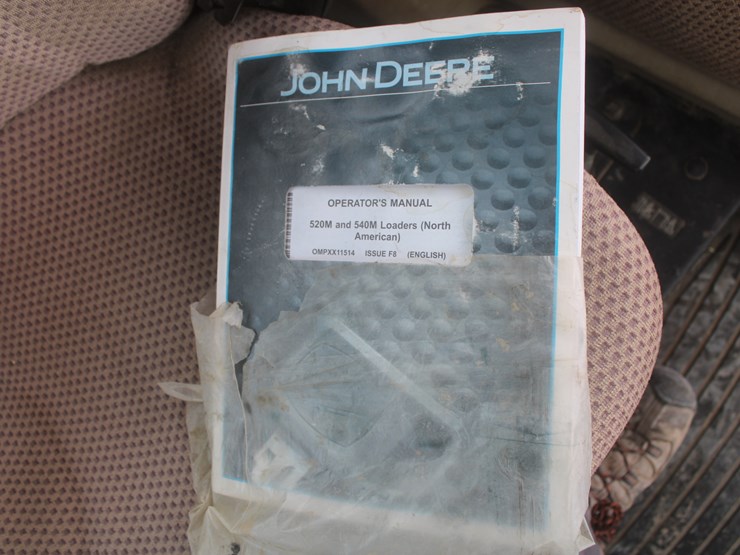 JOHN DEERE
OPERATOR'S MANUAL
520M and 540M Loaders (North
American)
OMPXX11514 ISSUE F8 (ENGLISH)